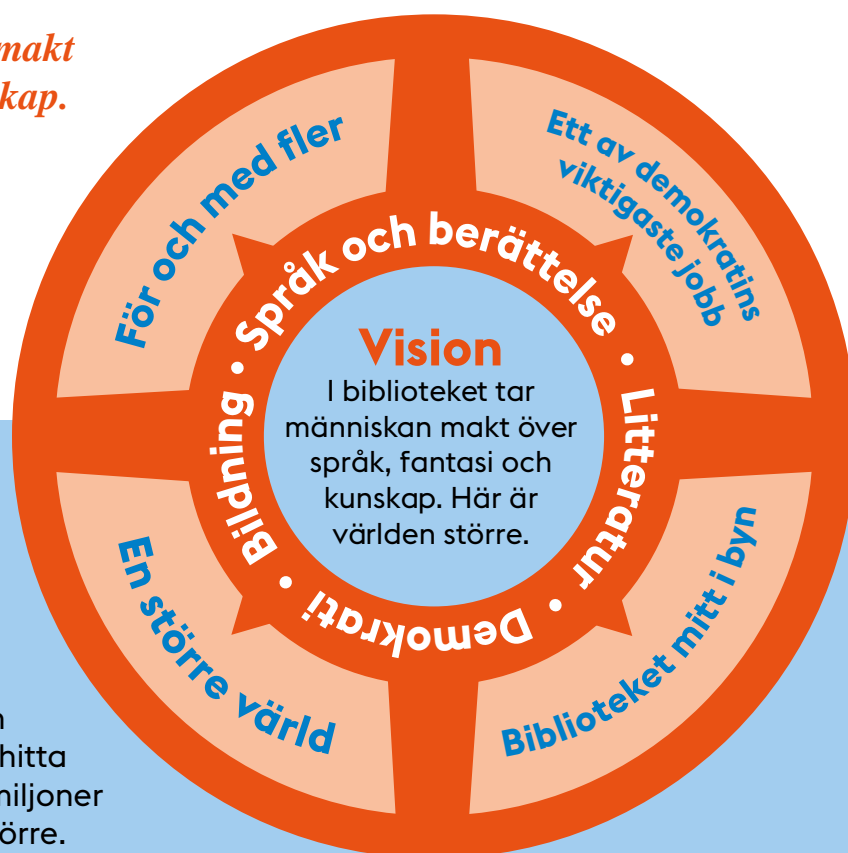 makt
kap.
För och med fler
Ett av demokratins
viktigaste jobb
Språk och berättelse • Litteratur • Demokrati • Bildning •
Vision
I biblioteket tar
människan makt över
språk, fantasi och
kunskap. Här är
världen större.
En större värld
Biblioteket mitt i byn
hitta
miljoner
örre.